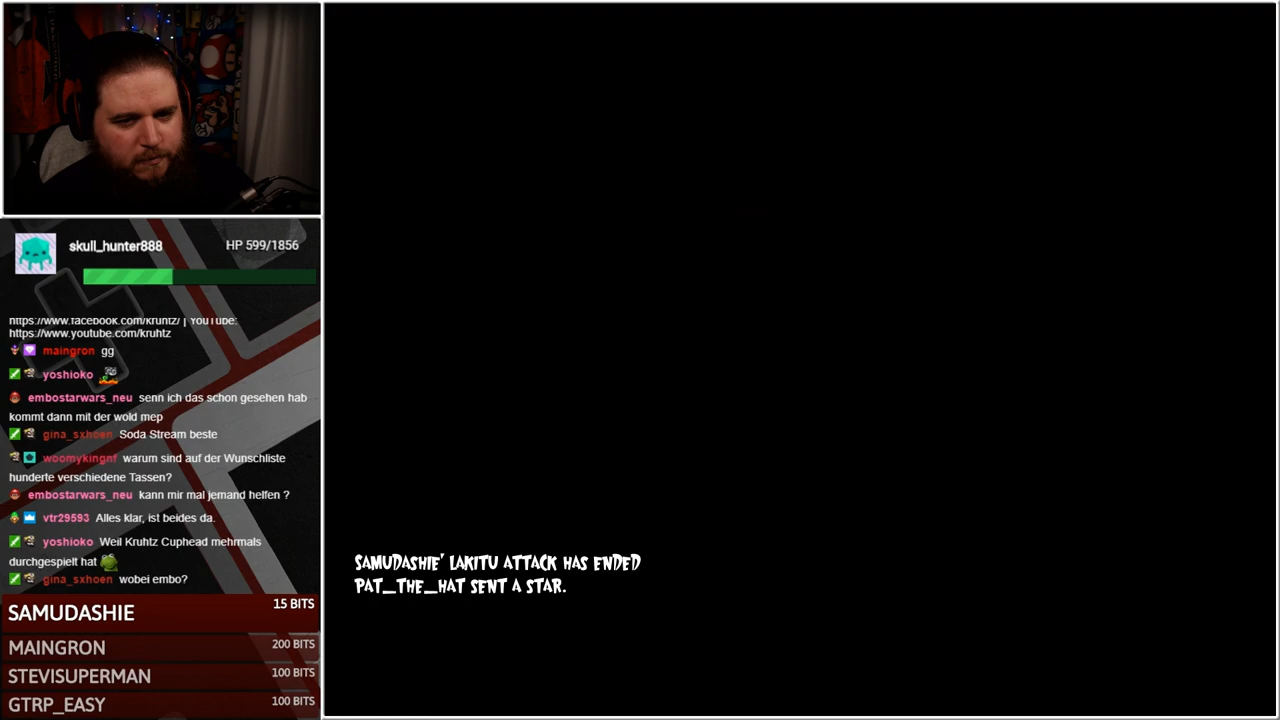 skull_hunter888
HP 599/1856
https://www.facebook.com/kruhtz/ | YouTube:
https://www.youtube.com/kruhtz
maingron gg
yoshioko
embostarwars_neu senn ich das schon gesehen hab
kommt dann mit der wold mep
gina_sxhoen Soda Stream beste
woomykingnf warum sind auf der Wunschliste
hunderte verschiedene Tassen?
embostarwars_neu kann mir mal jemand helfen ?
vtr29593 Alles klar, ist beides da.
yoshioko Weil Kruhtz Cuphead mehrmals
durchgespielt hat
gina_sxhoen wobei embo?
SAMUDASHIE 15 BITS
MAINGRON 200 BITS
STEVISUPERMAN 100 BITS
GTRP_EASY 100 BITS
SAMUDASHIE' LAKITU ATTACK HAS ENDED
PAT_THE_HAT SENT A STAR.